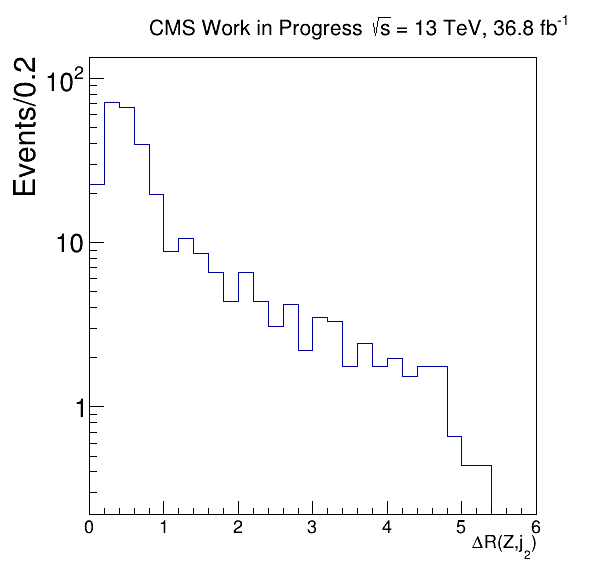 CMS Work in Progress √s = 13 TeV, 36.8 fb⁻¹
Events/0.2
10²
10
1
0 1 2 3 4 5 6
ΔR(Z,j₂)